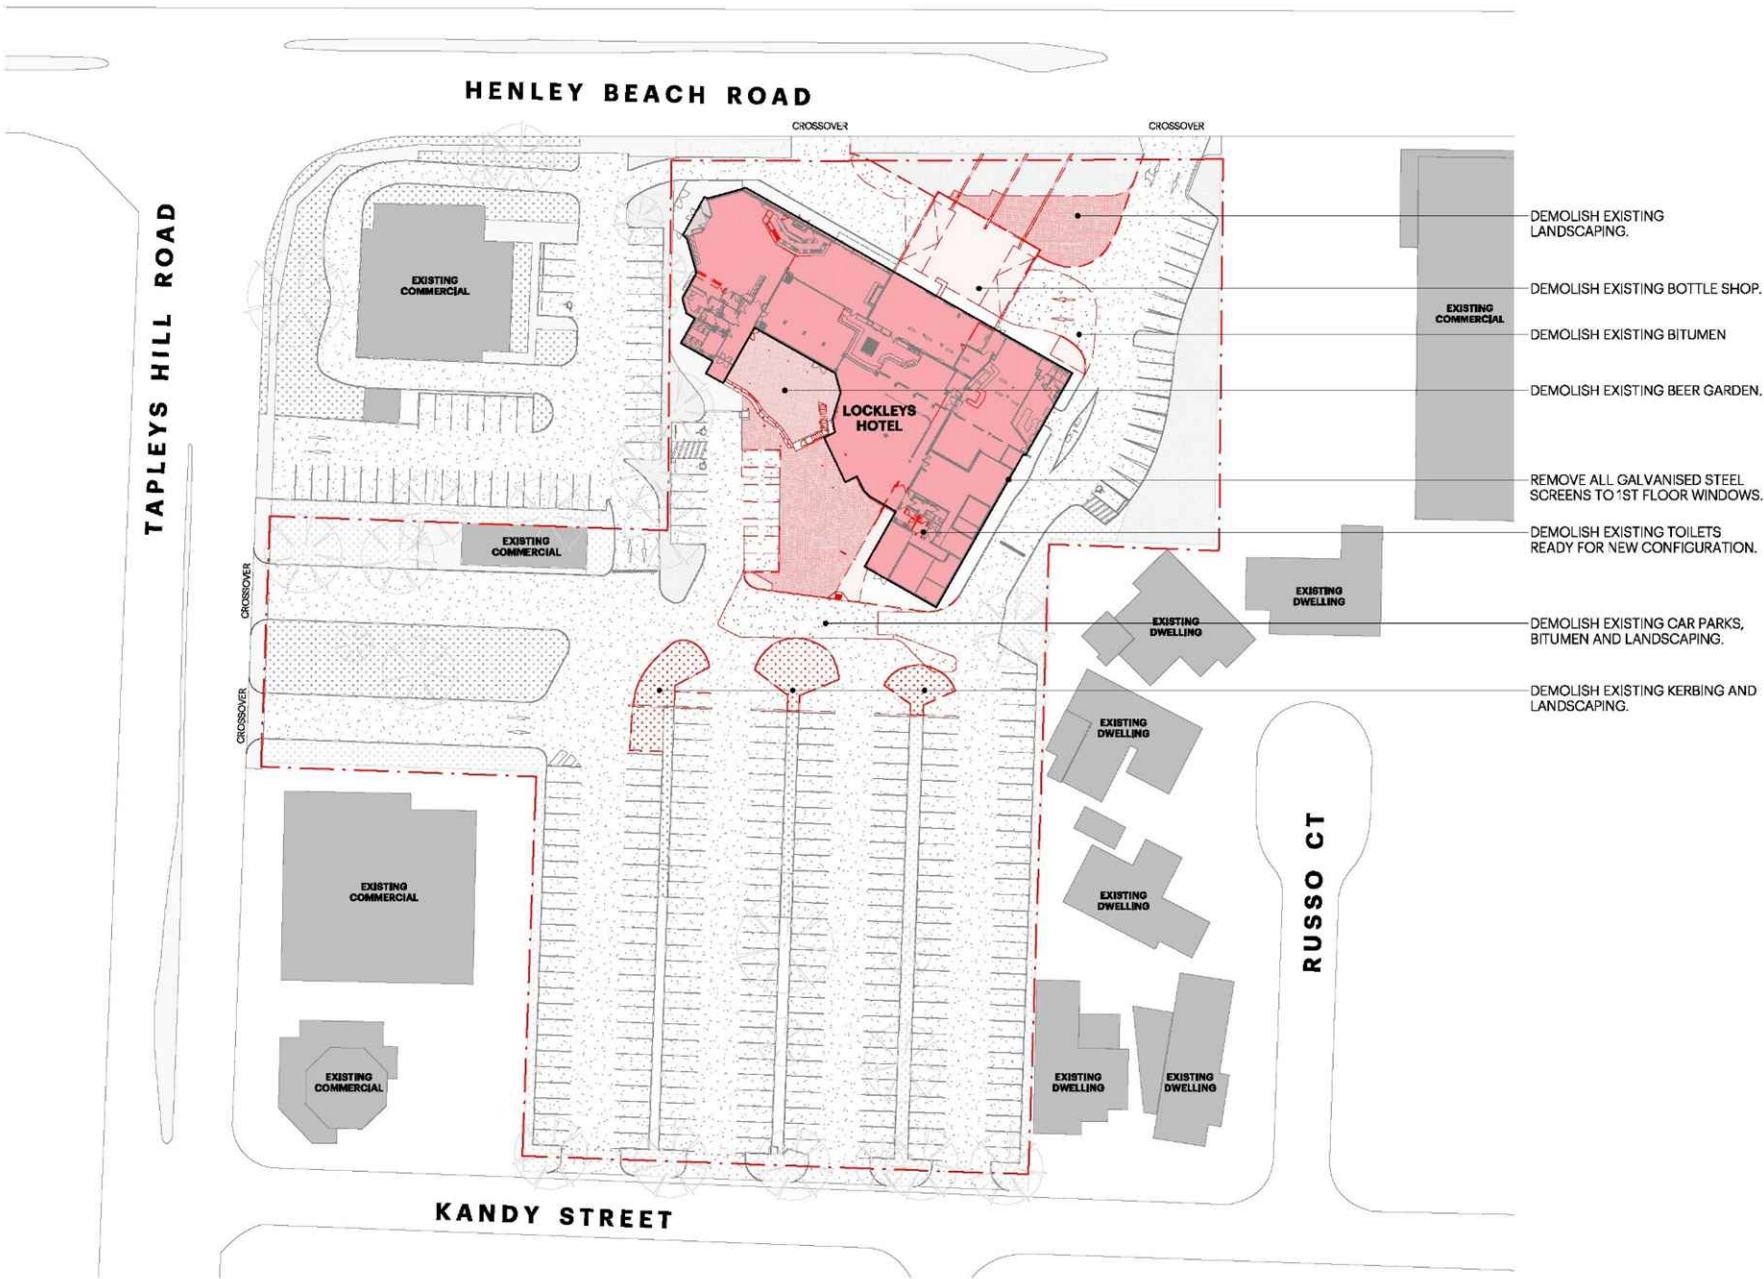 HENLEY BEACH ROAD
CROSSOVER
CROSSOVER
TAPLEYS HILL ROAD
EXISTING
COMMERCIAL
DEMOLISH EXISTING
LANDSCAPING.
DEMOLISH EXISTING BOTTLE SHOP.
EXISTING
COMMERCIAL
DEMOLISH EXISTING BITUMEN
DEMOLISH EXISTING BEER GARDEN.
LOCKLEYS
HOTEL
REMOVE ALL GALVANISED STEEL
SCREENS TO 1ST FLOOR WINDOWS.
DEMOLISH EXISTING TOILETS
READY FOR NEW CONFIGURATION.
EXISTING
COMMERCIAL
CROSSOVER
EXISTING
DWELLING
EXISTING
DWELLING
DEMOLISH EXISTING CAR PARKS,
BITUMEN AND LANDSCAPING.
CROSSOVER
DEMOLISH EXISTING KERBING AND
LANDSCAPING.
EXISTING
DWELLING
EXISTING
COMMERCIAL
EXISTING
DWELLING
RUSSO CT
EXISTING
COMMERCIAL
EXISTING
DWELLING
EXISTING
DWELLING
KANDY STREET